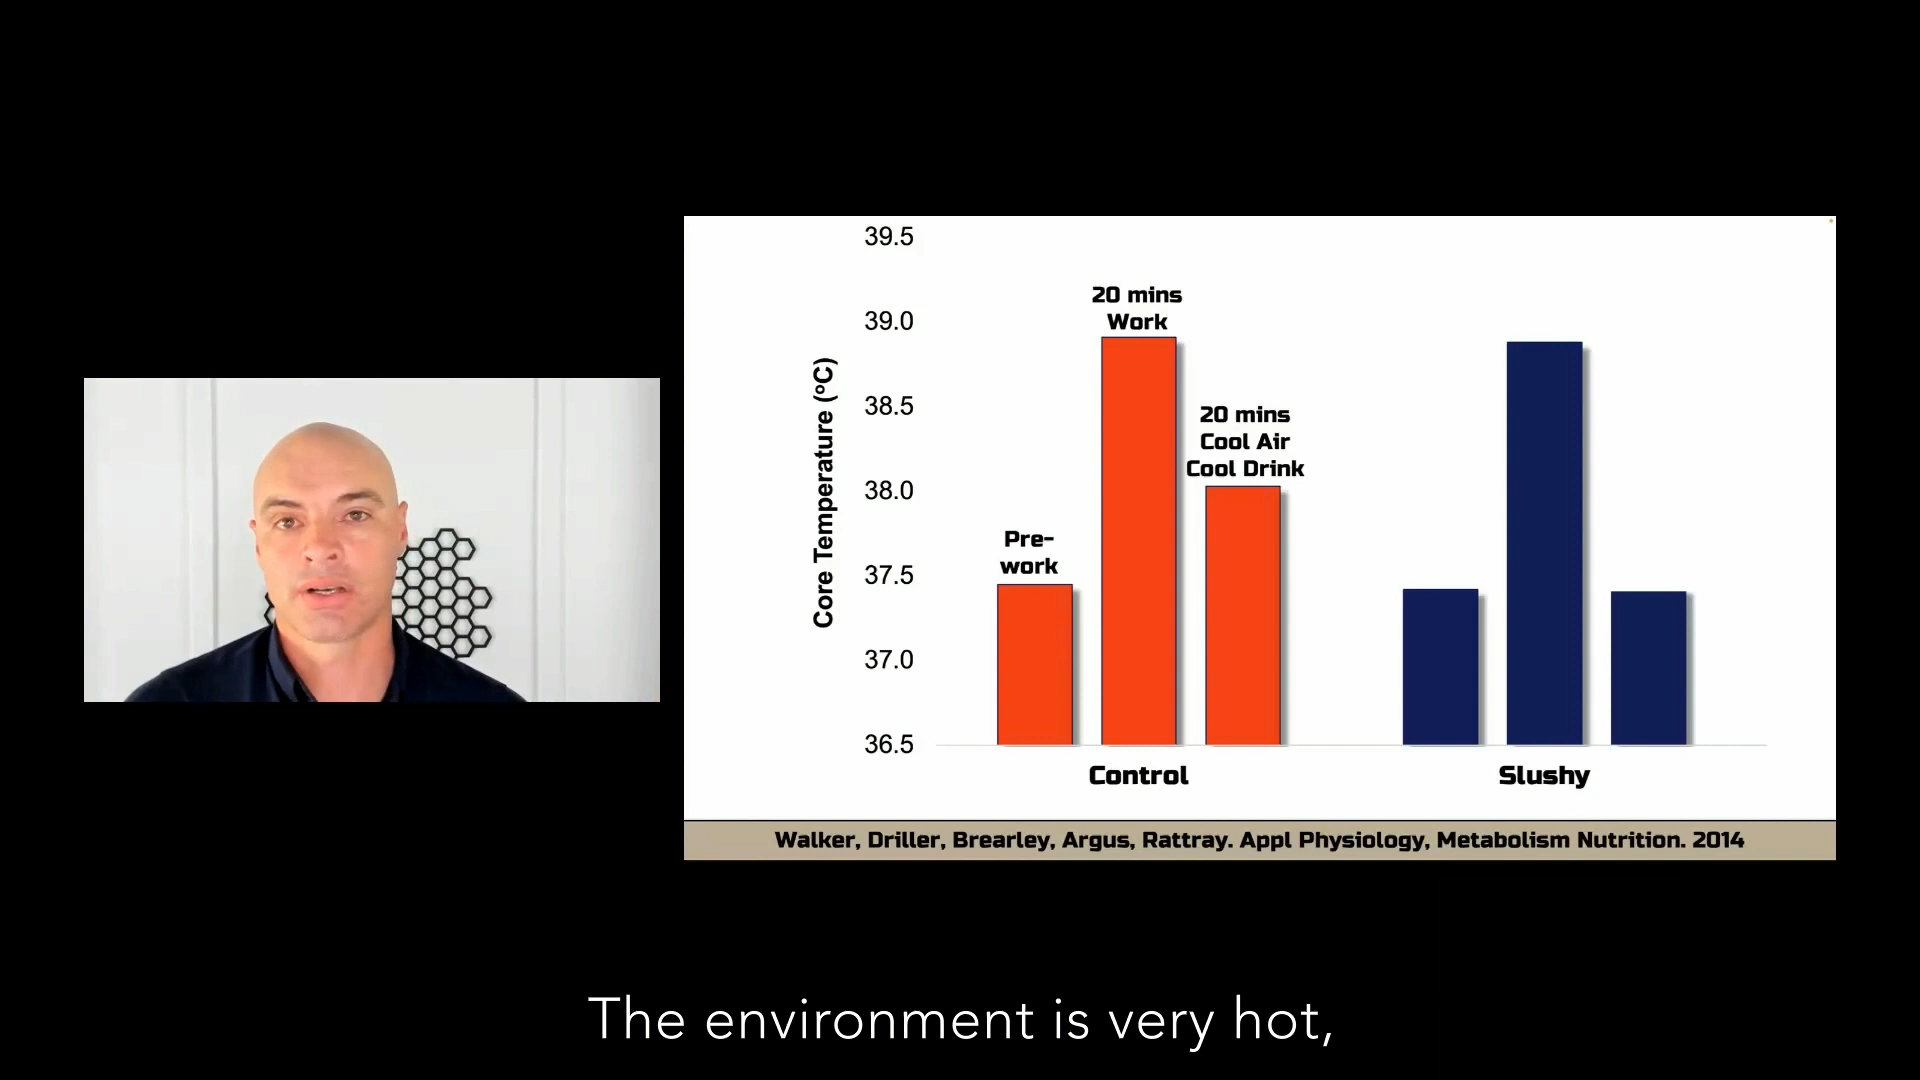 39.5
39.0
38.5
38.0
37.5
37.0
36.5
Core Temperature (ºC)
Pre-
work
20 mins
Work
20 mins
Cool Air
Cool Drink
Control
Slushy
Walker, Driller, Brearley, Argus, Rattray. Appl Physiology, Metabolism Nutrition. 2014
The environment is very hot,